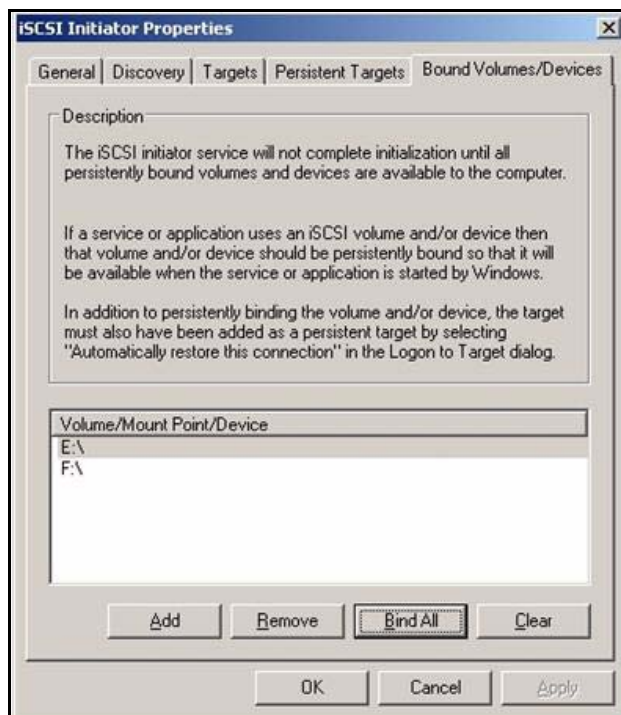 iSCSI Initiator Properties
General
Discovery
Targets
Persistent Targets
Bound Volumes/Devices
Description
The iSCSI initiator service will not complete initialization until all
persistently bound volumes and devices are available to the computer.
If a service or application uses an iSCSI volume and/or device then
that volume and/or device should be persistently bound so that it will
be available when the service or application is started by Windows.
In addition to persistently binding the volume and/or device, the target
must also have been added as a persistent target by selecting
"Automatically restore this connection" in the Logon to Target dialog.
Volume/Mount Point/Device
E:\
F:\
Add
Remove
Bind All
Clear
OK
Cancel
Apply